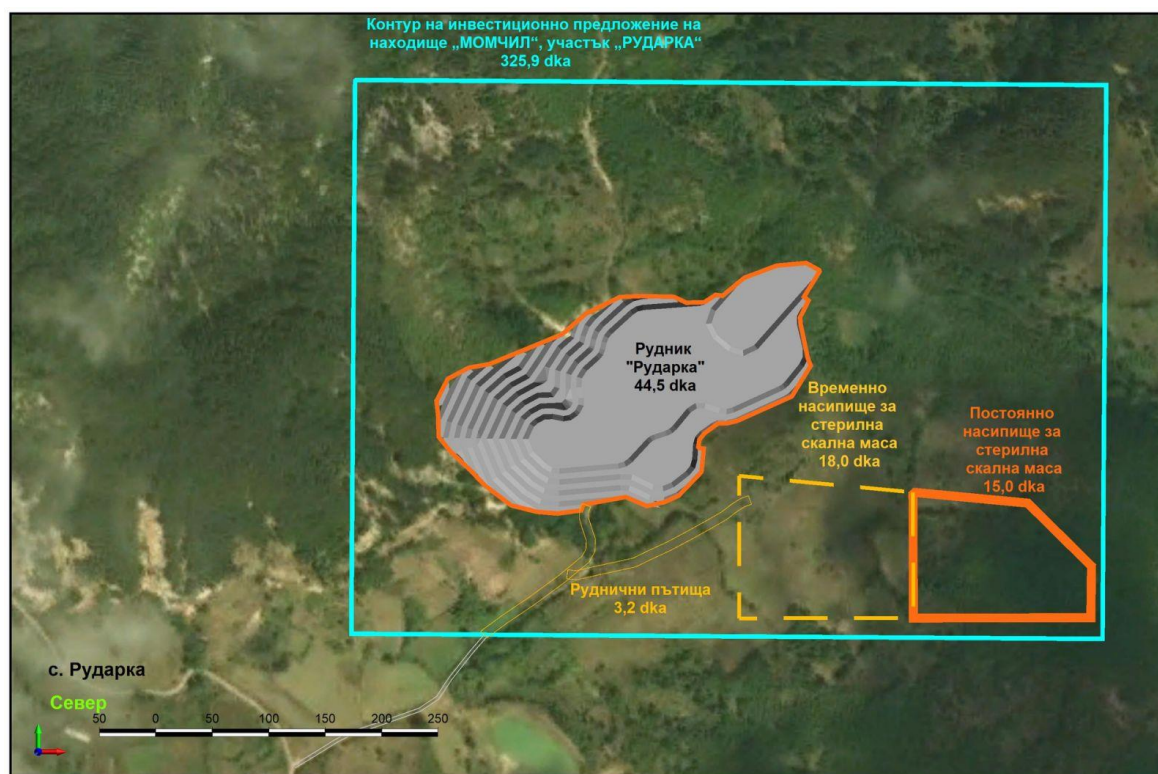 Контур на инвестиционно предложение на
находище „МОМЧИЛ“, участък „РУДАРКА“
325,9 dka
Рудник
"Рударка"
44,5 dka
Временно
насипище за
стерилна
скална маса
18,0 dka
Постоянно
насипище за
стерилна
скална маса
15,0 dka
Руднични пътища
3,2 dka
с. Рударка
Север
50 0 50 100 150 200 250